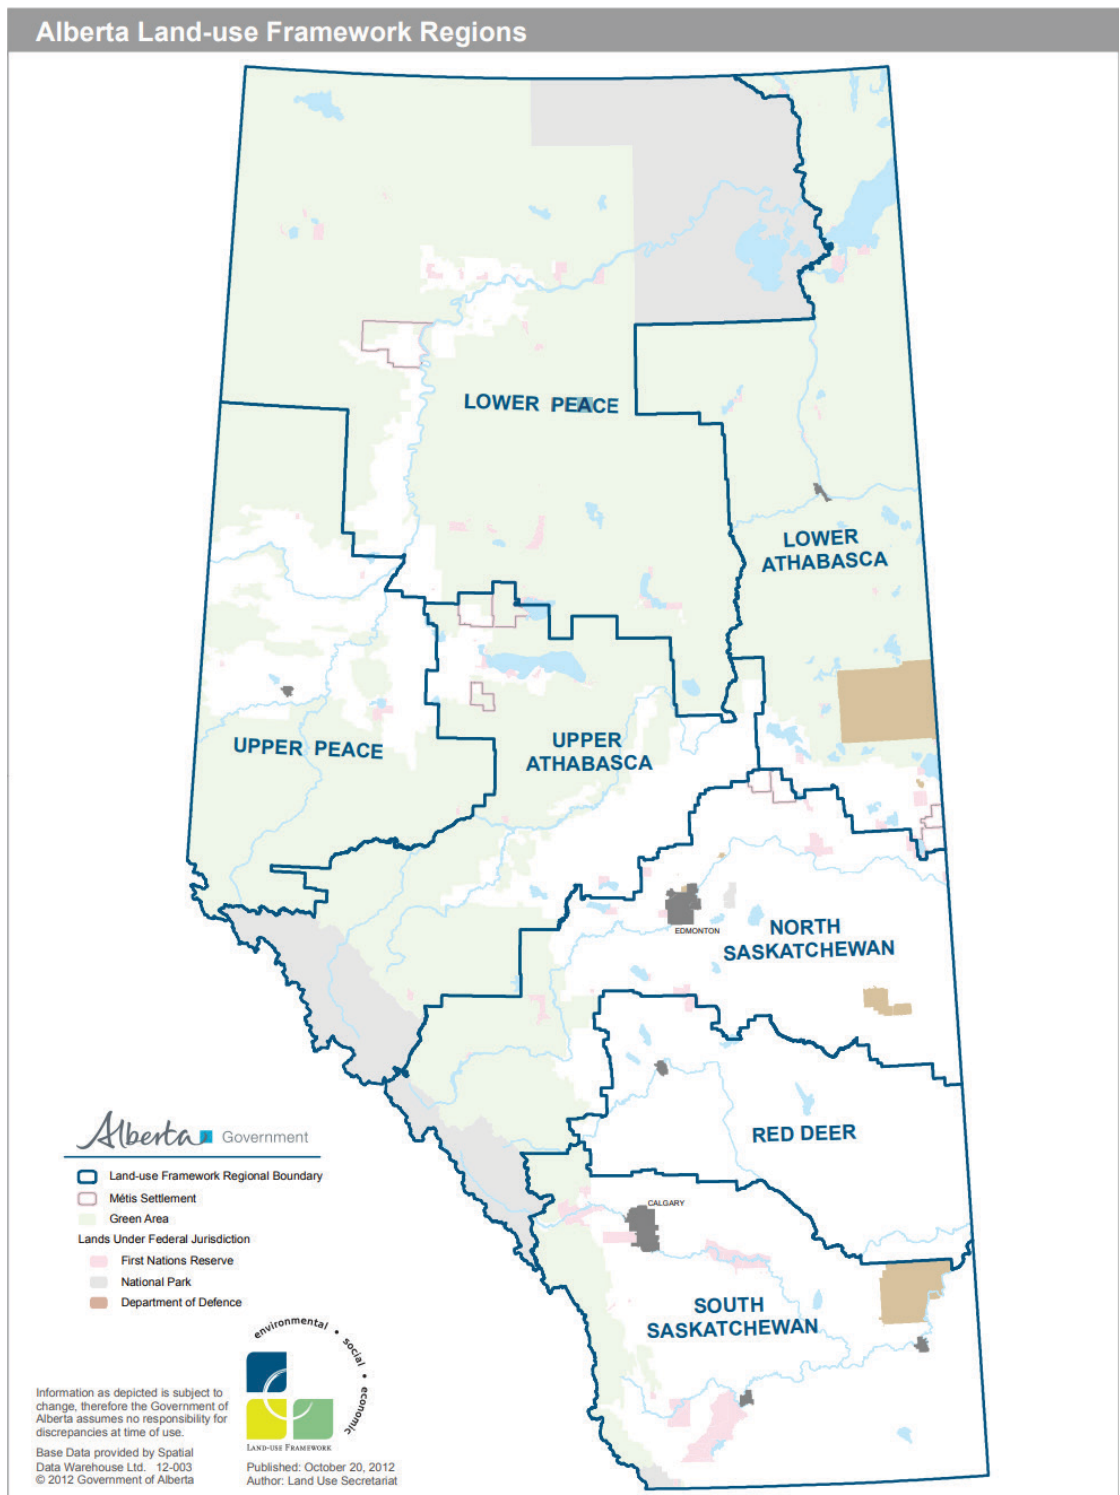 Alberta Land-use Framework Regions
LOWER PEACE
LOWER
ATHABASCA
UPPER PEACE
UPPER
ATHABASCA
EDMONTON
NORTH
SASKATCHEWAN
RED DEER
CALGARY
SOUTH
SASKATCHEWAN
Alberta Government
Land-use Framework Regional Boundary
Métis Settlement
Green Area
Lands Under Federal Jurisdiction
First Nations Reserve
National Park
Department of Defence
environmental • social • economic
LAND-USE FRAMEWORK
Information as depicted is subject to
change, therefore the Government of
Alberta assumes no responsibility for
discrepancies at time of use.
Base Data provided by Spatial
Data Warehouse Ltd. 12-003
© 2012 Government of Alberta
Published: October 20, 2012
Author: Land Use Secretariat